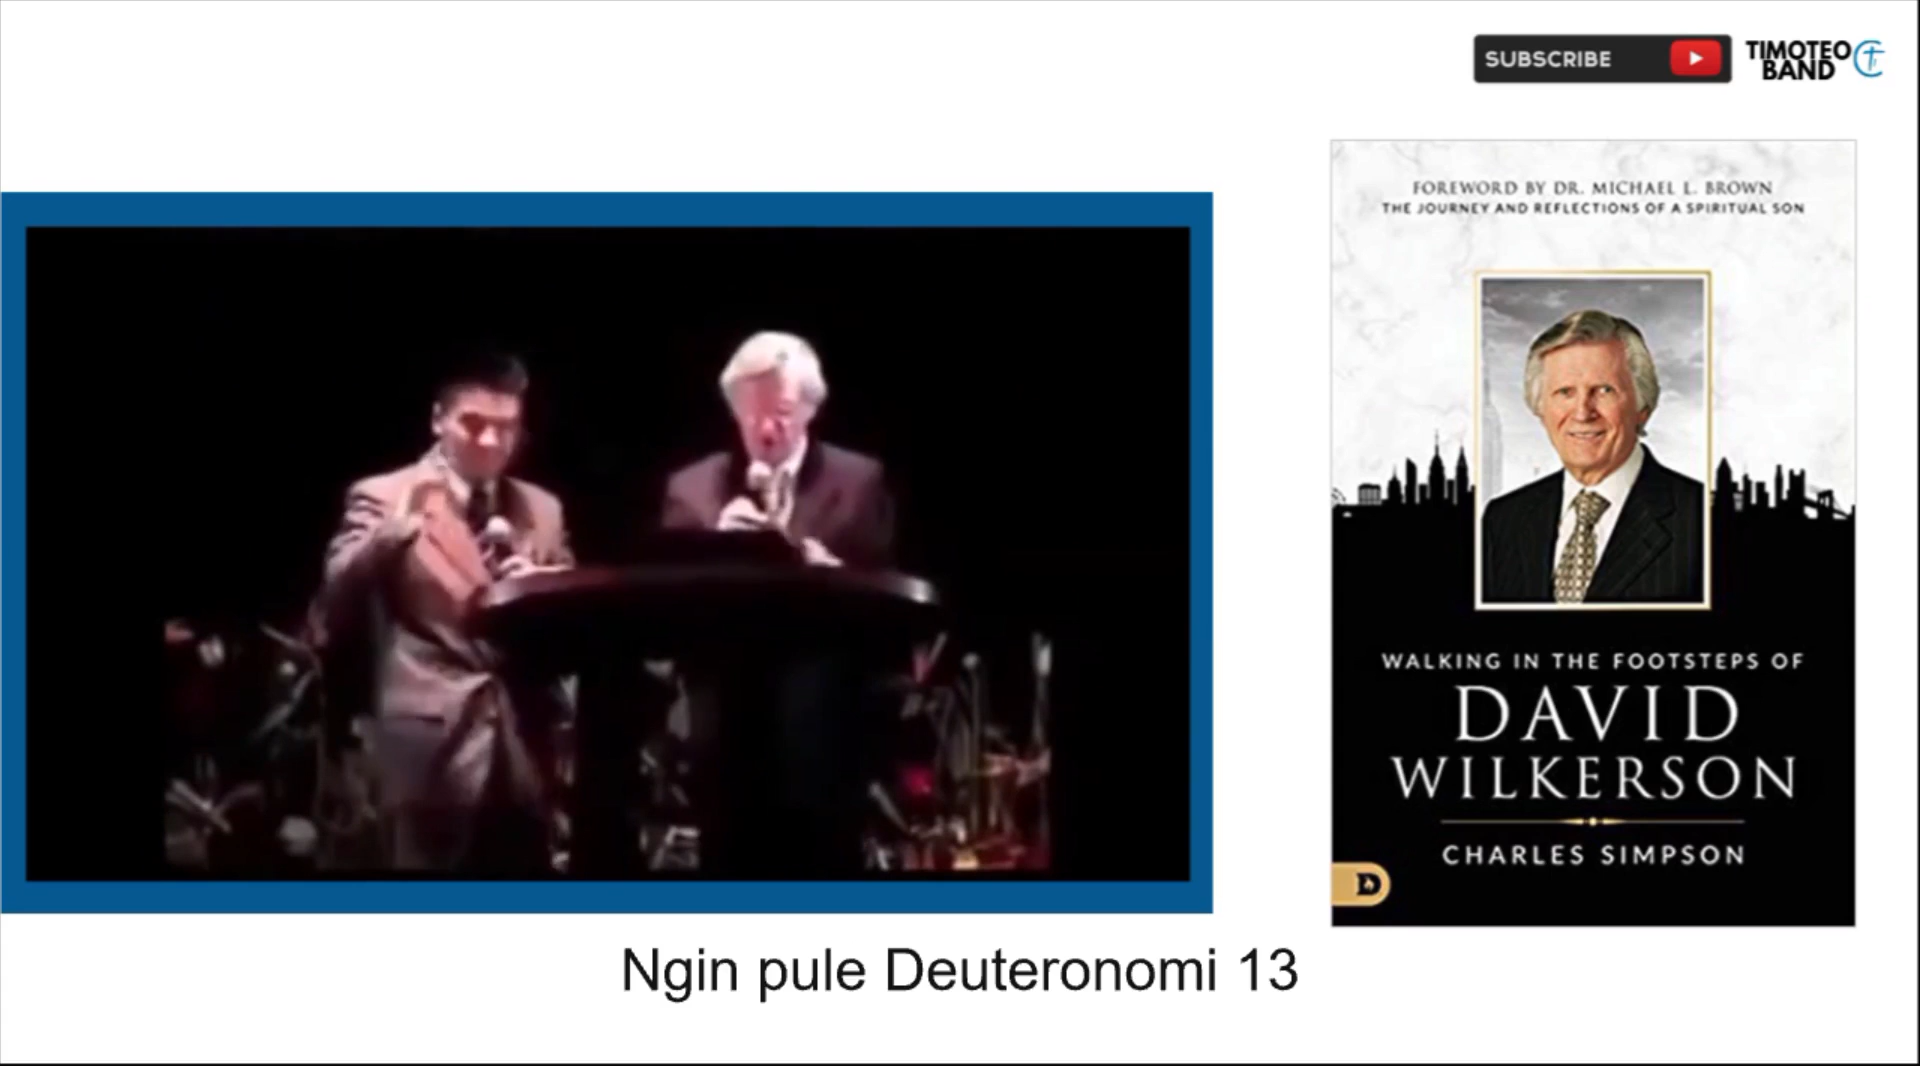 SUBSCRIBE
TIMOTEO
BAND
FOREWORD BY DR. MICHAEL L. BROWN
THE JOURNEY AND REFLECTIONS OF A SPIRITUAL SON
WALKING IN THE FOOTSTEPS OF
DAVID
WILKERSON
CHARLES SIMPSON
D
Ngin pule Deuteronomi 13